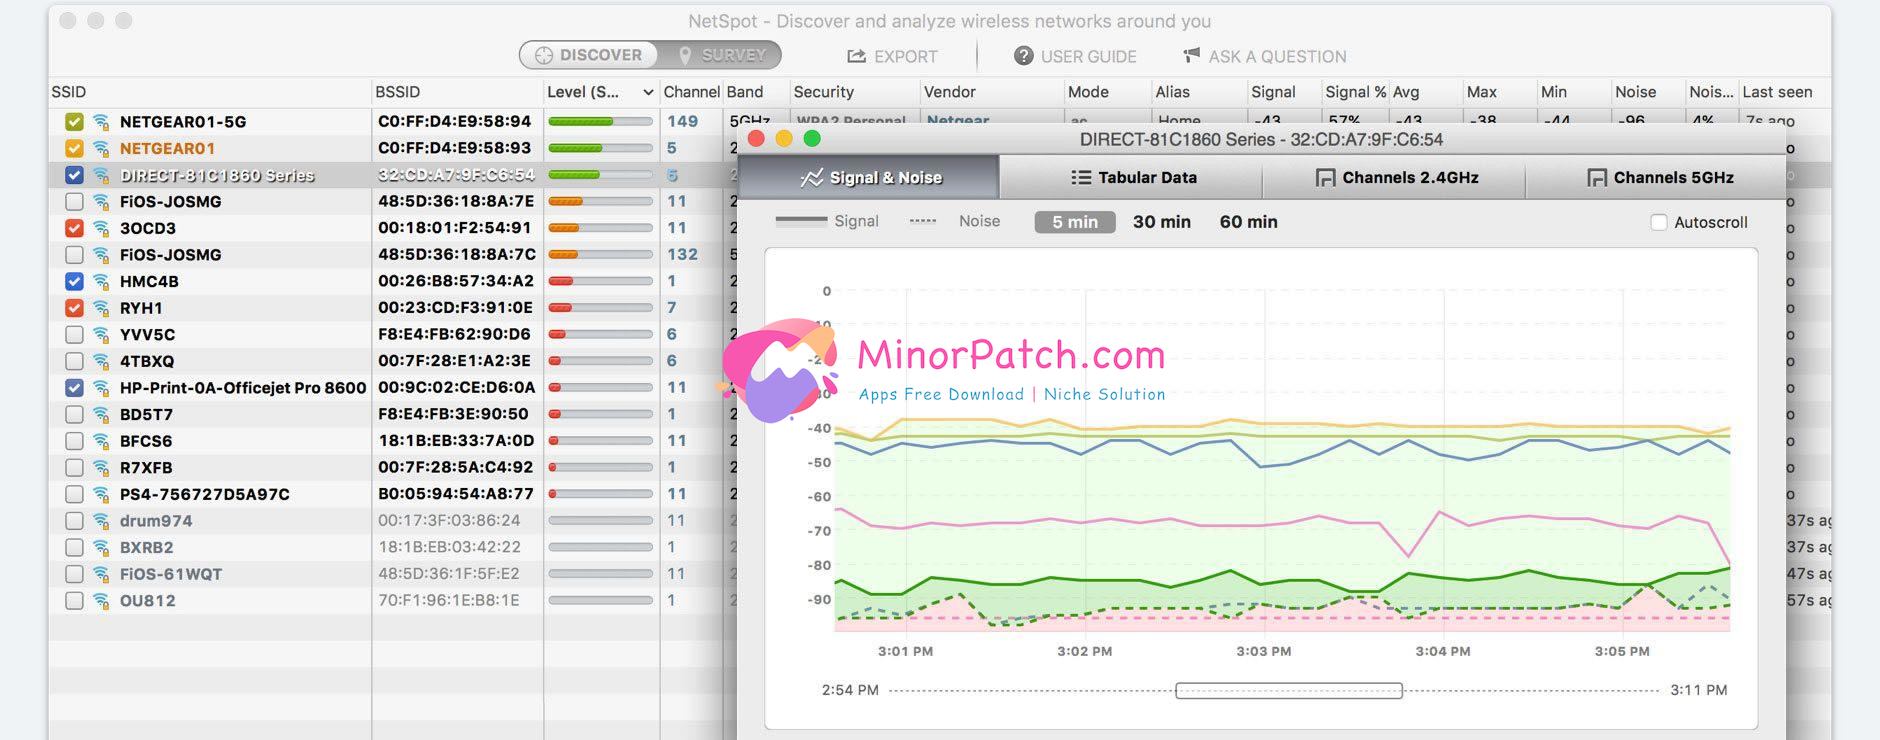 NetSpot - Discover and analyze wireless networks around you
DISCOVER SURVEY EXPORT USER GUIDE ASK A QUESTION
SSID BSSID Level (S... Channel Band Security Vendor Mode Alias Signal Signal % Avg Max Min Noise Nois... Last seen
NETGEAR01-5G C0:FF:D4:E9:58:94 149 5GHz WPA2 Personal Netgear ac Home -43 57% -43 -38 -44 -96 4% 7s ago
NETGEAR01 C0:FF:D4:E9:58:93 5
DIRECT-81C1860 Series 32:CD:A7:9F:C6:54 5
FiOS-JOSMG 48:5D:36:18:8A:7E 11
3OCD3 00:18:01:F2:54:91 11
FiOS-JOSMG 48:5D:36:18:8A:7C 132 5
HMC4B 00:26:B8:57:34:A2 1 2
RYH1 00:23:CD:F3:91:0E 7 2
YVV5C F8:E4:FB:62:90:D6 6 2
4TBXQ 00:7F:28:E1:A2:3E 6
HP-Print-0A-Officejet Pro 8600 00:9C:02:CE:D6:0A 11
BD5T7 F8:E4:FB:3E:90:50 1 2
BFCS6 18:1B:EB:33:7A:0D 11 2
R7XFB 00:7F:28:5A:C4:92 1 2
PS4-756727D5A97C B0:05:94:54:A8:77 11 2
drum974 00:17:3F:03:86:24 11 2 37s ag
BXRB2 18:1B:EB:03:42:22 1 2 37s ag
FiOS-61WQT 48:5D:36:1F:5F:E2 11 2 47s ag
OU812 70:F1:96:1E:B8:1E 1 2 57s ag
DIRECT-81C1860 Series - 32:CD:A7:9F:C6:54
Signal & Noise Tabular Data Channels 2.4GHz Channels 5GHz
Signal Noise 5 min 30 min 60 min Autoscroll
0
-40
-50
-60
-70
-80
-90
3:01 PM 3:02 PM 3:03 PM 3:04 PM 3:05 PM
2:54 PM 3:11 PM
MinorPatch.com
Apps Free Download | Niche Solution